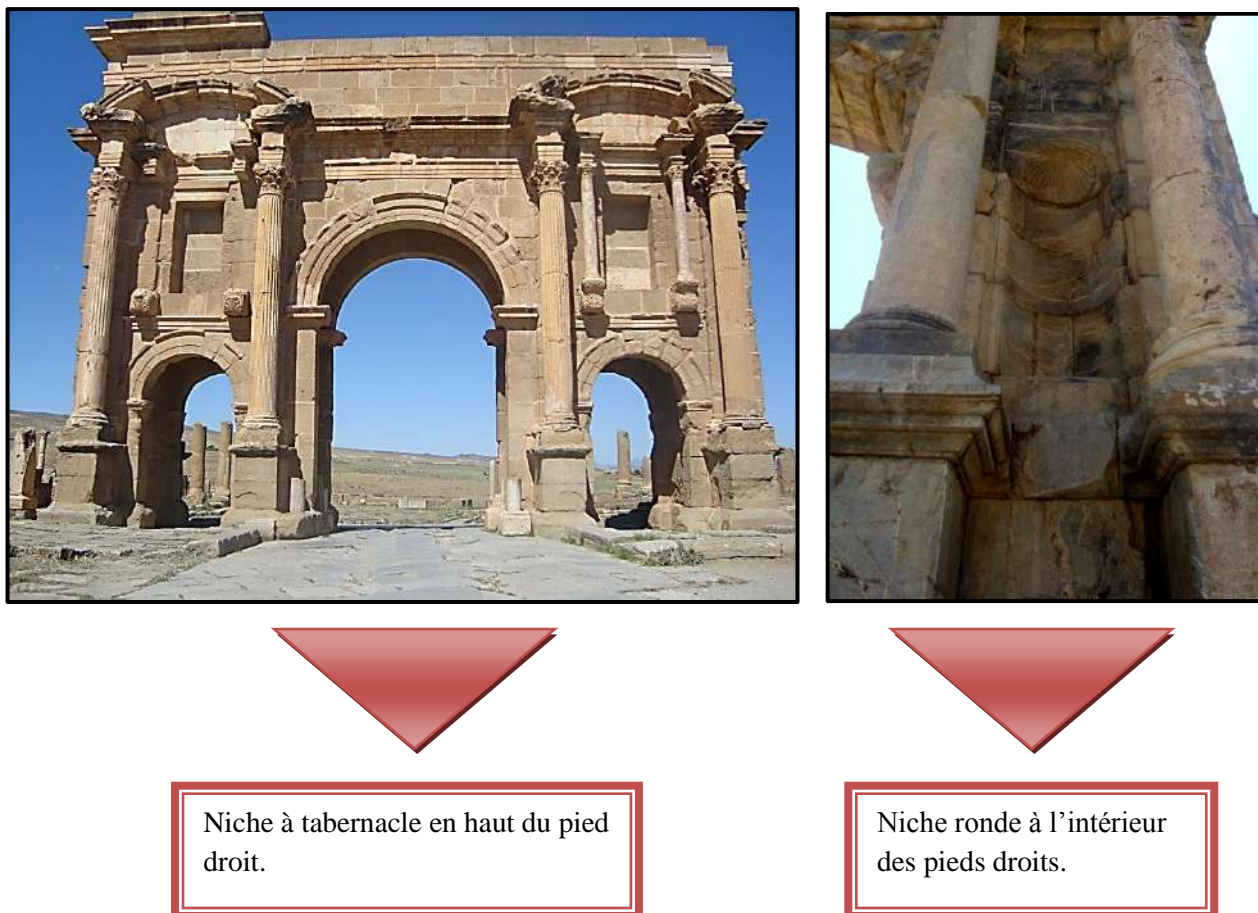 Niche à tabernacle en haut du pied
droit.
Niche ronde à l’intérieur
des pieds droits.